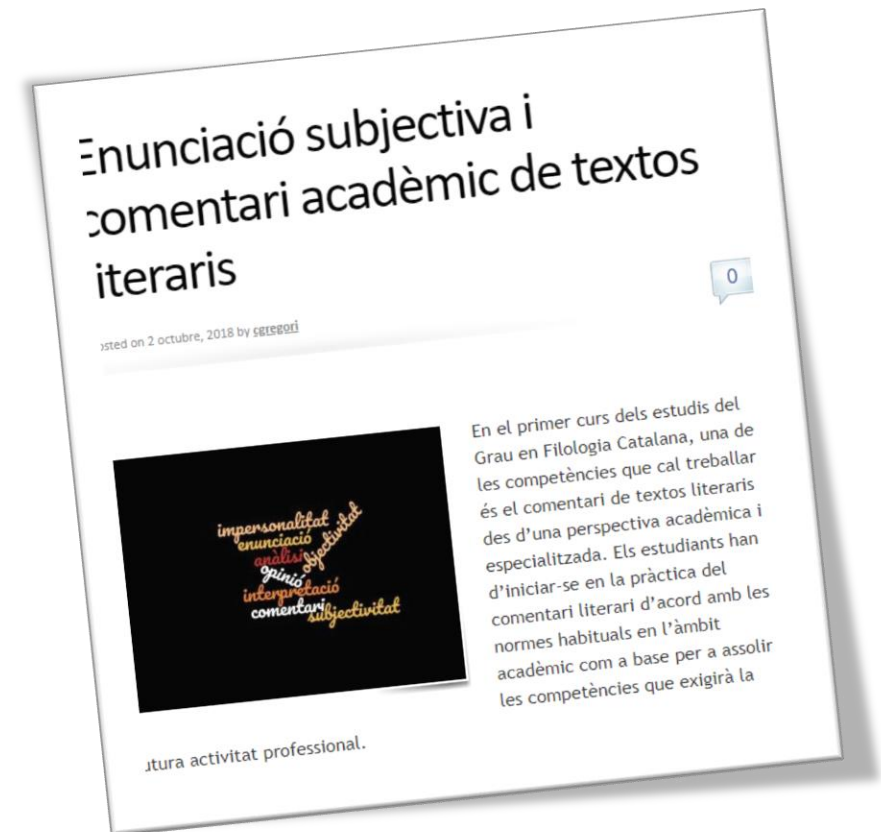 Enunciació subjectiva i
comentari acadèmic de textos
iteraris
osted on 2 octubre, 2018 by cgregori
0
impersonalitat
enunciació
objectivitat
anàlisi
opinió
interpretació
comentari
subjectivitat
En el primer curs dels estudis del
Grau en Filologia Catalana, una de
les competències que cal treballar
és el comentari de textos literaris
des d'una perspectiva acadèmica i
especialitzada. Els estudiants han
d'iniciar-se en la pràctica del
comentari literari d'acord amb les
normes habituals en l'àmbit
acadèmic com a base per a assolir
les competències que exigirà la
utura activitat professional.